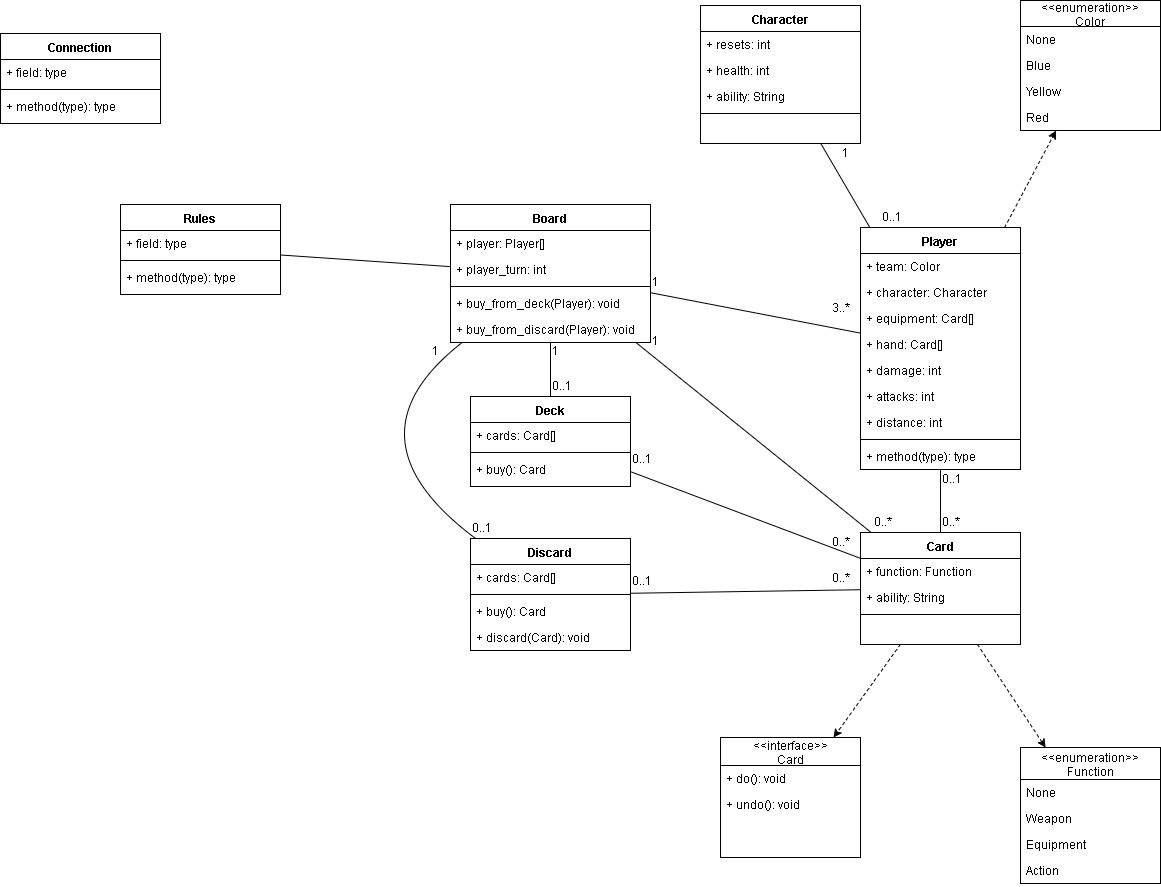 Connection
+ field: type
+ method(type): type
Character
+ resets: int
+ health: int
+ ability: String
<<enumeration>>
Color
None
Blue
Yellow
Red
1
0..1
Rules
+ field: type
+ method(type): type
Board
+ player: Player[]
+ player_turn: int
+ buy_from_deck(Player): void
+ buy_from_discard(Player): void
1
3..*
Player
+ team: Color
+ character: Character
+ equipment: Card[]
+ hand: Card[]
+ damage: int
+ attacks: int
+ distance: int
+ method(type): type
1
1
1
0..1
Deck
+ cards: Card[]
+ buy(): Card
0..1
0..1
0..*
0..*
0..*
0..1
Discard
+ cards: Card[]
+ buy(): Card
+ discard(Card): void
0..1
0..*
Card
+ function: Function
+ ability: String
<<interface>>
Card
+ do(): void
+ undo(): void
<<enumeration>>
Function
None
Weapon
Equipment
Action